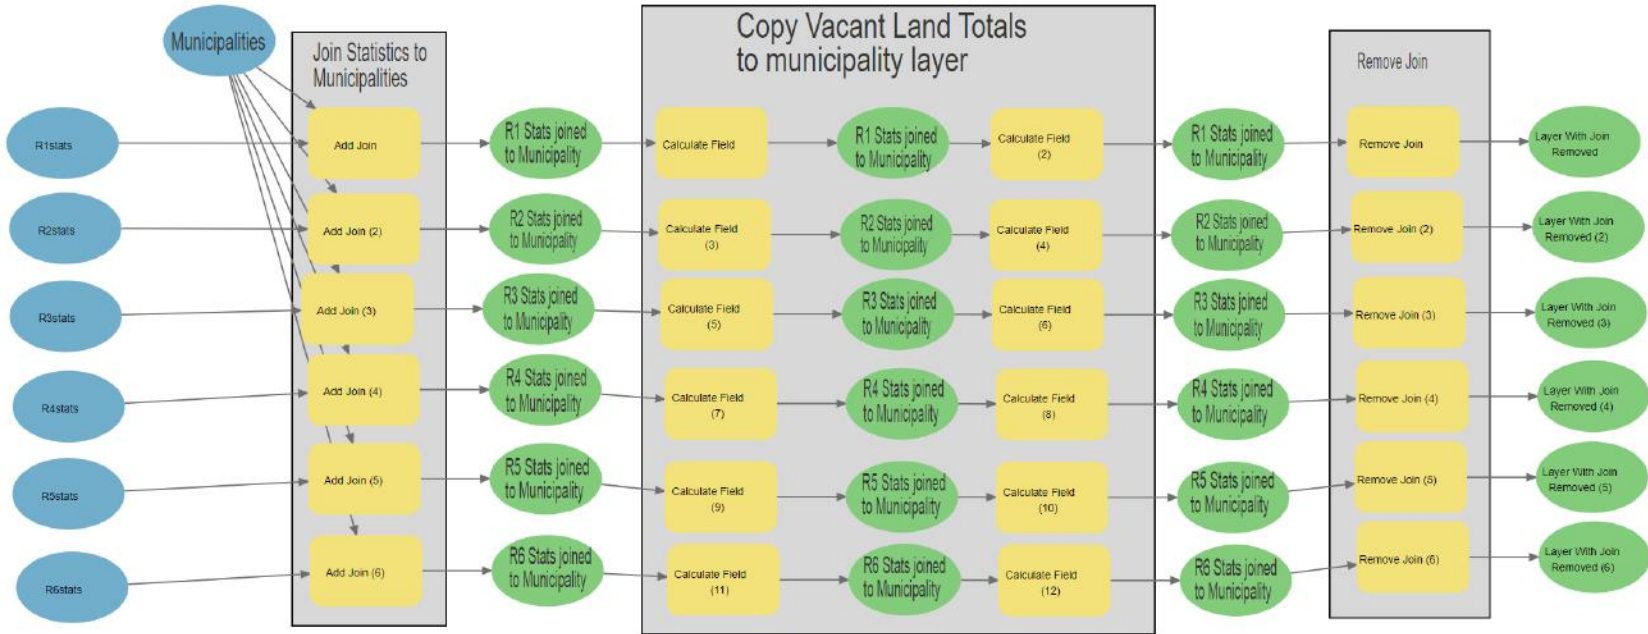 Municipalities
Join Statistics to
Municipalities
Copy Vacant Land Totals
to municipality layer
Remove Join
R1stats
Add Join
R1 Stats joined
to Municipality
Calculate Field
R1 Stats joined
to Municipality
Calculate Field
(2)
R1 Stats joined
to Municipality
Remove Join
Layer With Join
Removed
R2stats
Add Join (2)
R2 Stats joined
to Municipality
Calculate Field
(3)
R2 Stats joined
to Municipality
Calculate Field
(4)
R2 Stats joined
to Municipality
Remove Join (2)
Layer With Join
Removed (2)
R3stats
Add Join (3)
R3 Stats joined
to Municipality
Calculate Field
(5)
R3 Stats joined
to Municipality
Calculate Field
(6)
R3 Stats joined
to Municipality
Remove Join (3)
Layer With Join
Removed (3)
R4stats
Add Join (4)
R4 Stats joined
to Municipality
Calculate Field
(7)
R4 Stats joined
to Municipality
Calculate Field
(8)
R4 Stats joined
to Municipality
Remove Join (4)
Layer With Join
Removed (4)
R5stats
Add Join (5)
R5 Stats joined
to Municipality
Calculate Field
(9)
R5 Stats joined
to Municipality
Calculate Field
(10)
R5 Stats joined
to Municipality
Remove Join (5)
Layer With Join
Removed (5)
R6stats
Add Join (6)
R6 Stats joined
to Municipality
Calculate Field
(11)
R6 Stats joined
to Municipality
Calculate Field
(12)
R6 Stats joined
to Municipality
Remove Join (6)
Layer With Join
Removed (6)